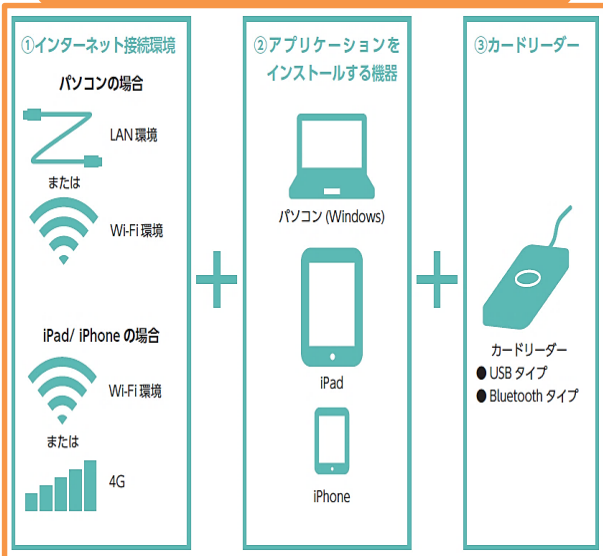 ①インターネット接続環境
パソコンの場合
LAN 環境
または
Wi-Fi 環境
iPad/ iPhone の場合
Wi-Fi 環境
または
4G
②アプリケーションを
インストールする機器
パソコン (Windows)
iPad
iPhone
③カードリーダー
カードリーダー
● USB タイプ
● Bluetooth タイプ